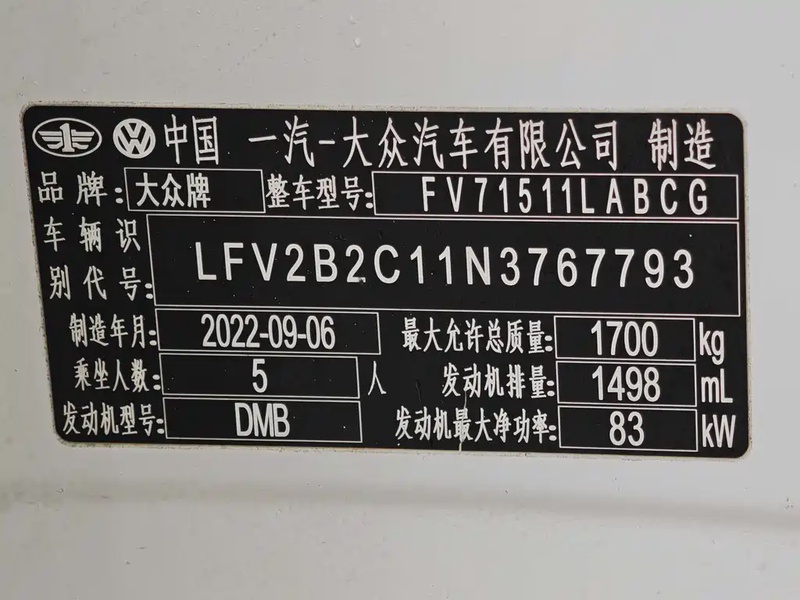 中国 一汽-大众汽车有限公司 制造
品牌: 大众牌 整车型号: FV71511LABCG
车辆识别代号: LFV2B2C11N3767793
制造年月: 2022-09-06 最大允许总质量: 1700 kg
乘坐人数: 5 人 发动机排量: 1498 mL
发动机型号: DMB 发动机最大净功率: 83 kW